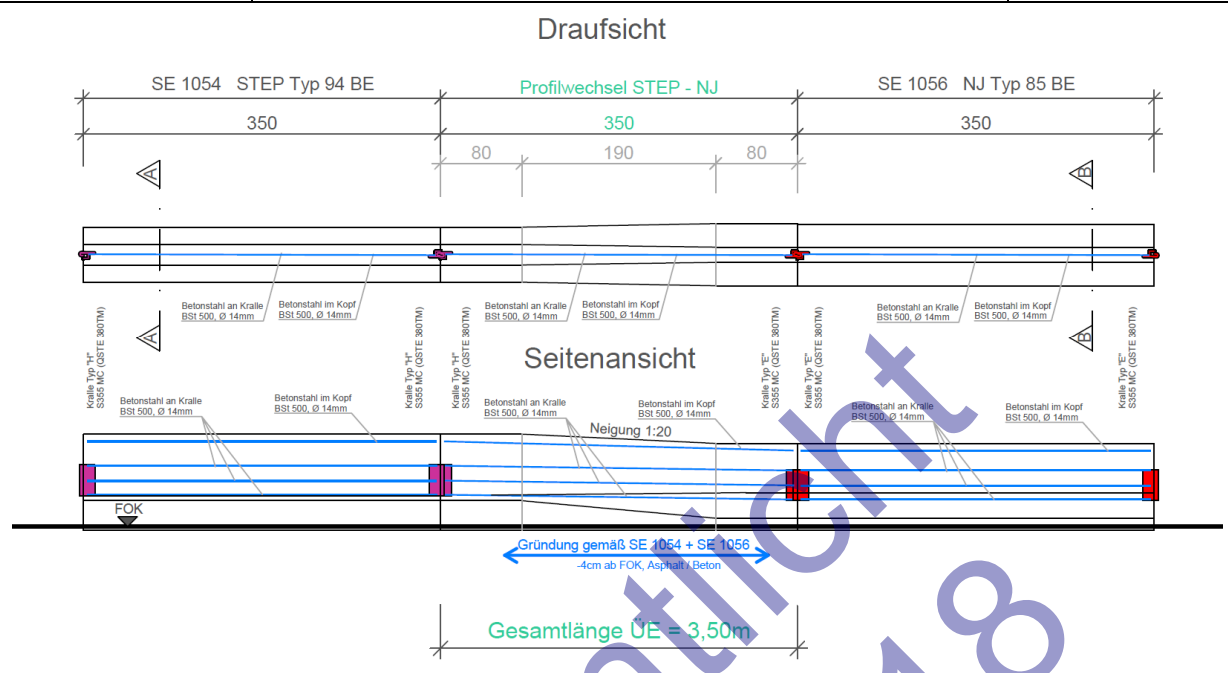 Draufsicht
SE 1054 STEP Typ 94 BE
Profilwechsel STEP - NJ
SE 1056 NJ Typ 85 BE
350
350
350
80
190
80
A
B
Betonstahl an Kralle
BSt 500, Ø 14mm
Betonstahl im Kopf
BSt 500, Ø 14mm
Betonstahl an Kralle
BSt 500, Ø 14mm
Betonstahl im Kopf
BSt 500, Ø 14mm
Betonstahl an Kralle
BSt 500, Ø 14mm
Betonstahl im Kopf
BSt 500, Ø 14mm
A
B
Kralle Typ "H"
S355 MC (QSTE 380TM)
Kralle Typ "H"
S355 MC (QSTE 380TM)
Kralle Typ "H"
S355 MC (QSTE 380TM)
Kralle Typ "E"
S355 MC (QSTE 380TM)
Kralle Typ "E"
S355 MC (QSTE 380TM)
Kralle Typ "E"
S355 MC (QSTE 380TM)
Seitenansicht
Betonstahl an Kralle
BSt 500, Ø 14mm
Betonstahl im Kopf
BSt 500, Ø 14mm
Betonstahl an Kralle
BSt 500, Ø 14mm
Betonstahl im Kopf
BSt 500, Ø 14mm
Betonstahl an Kralle
BSt 500, Ø 14mm
Betonstahl im Kopf
BSt 500, Ø 14mm
Neigung 1:20
FOK
Gründung gemäß SE 1054 + SE 1056
-4cm ab FOK, Asphalt / Beton
Gesamtlänge ÜE = 3,50m
atlicht
18